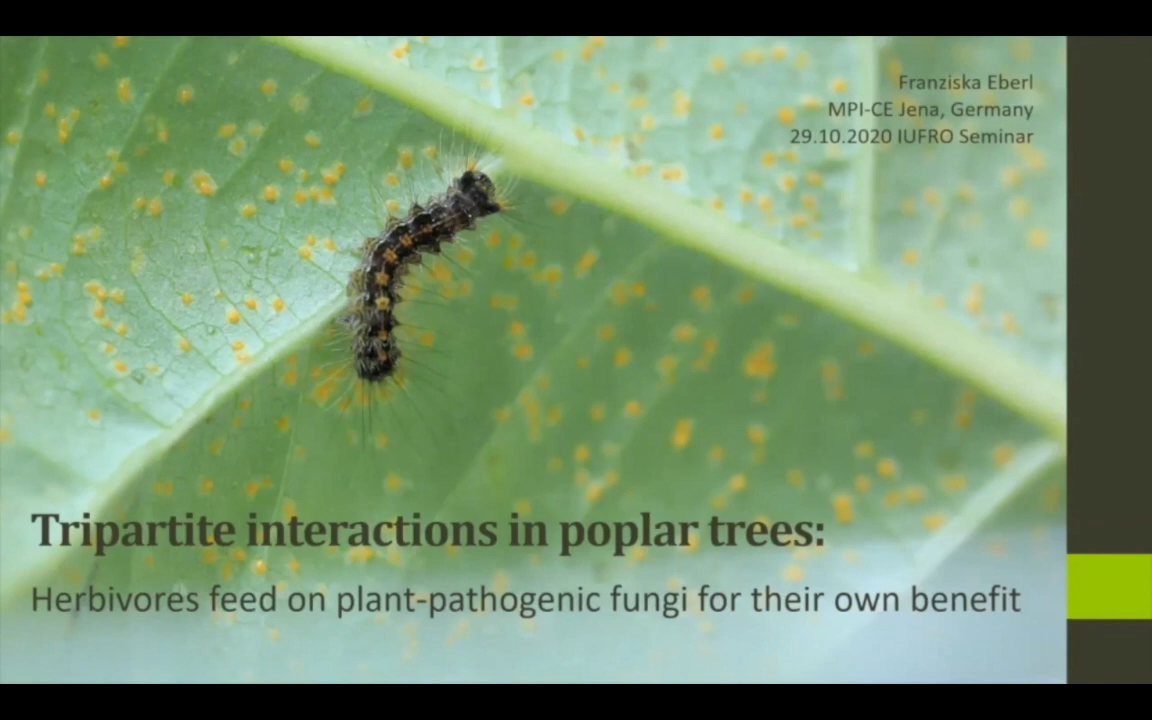 Franziska Eberl
MPI-CE Jena, Germany
29.10.2020 IUFRO Seminar
Tripartite interactions in poplar trees:
Herbivores feed on plant-pathogenic fungi for their own benefit